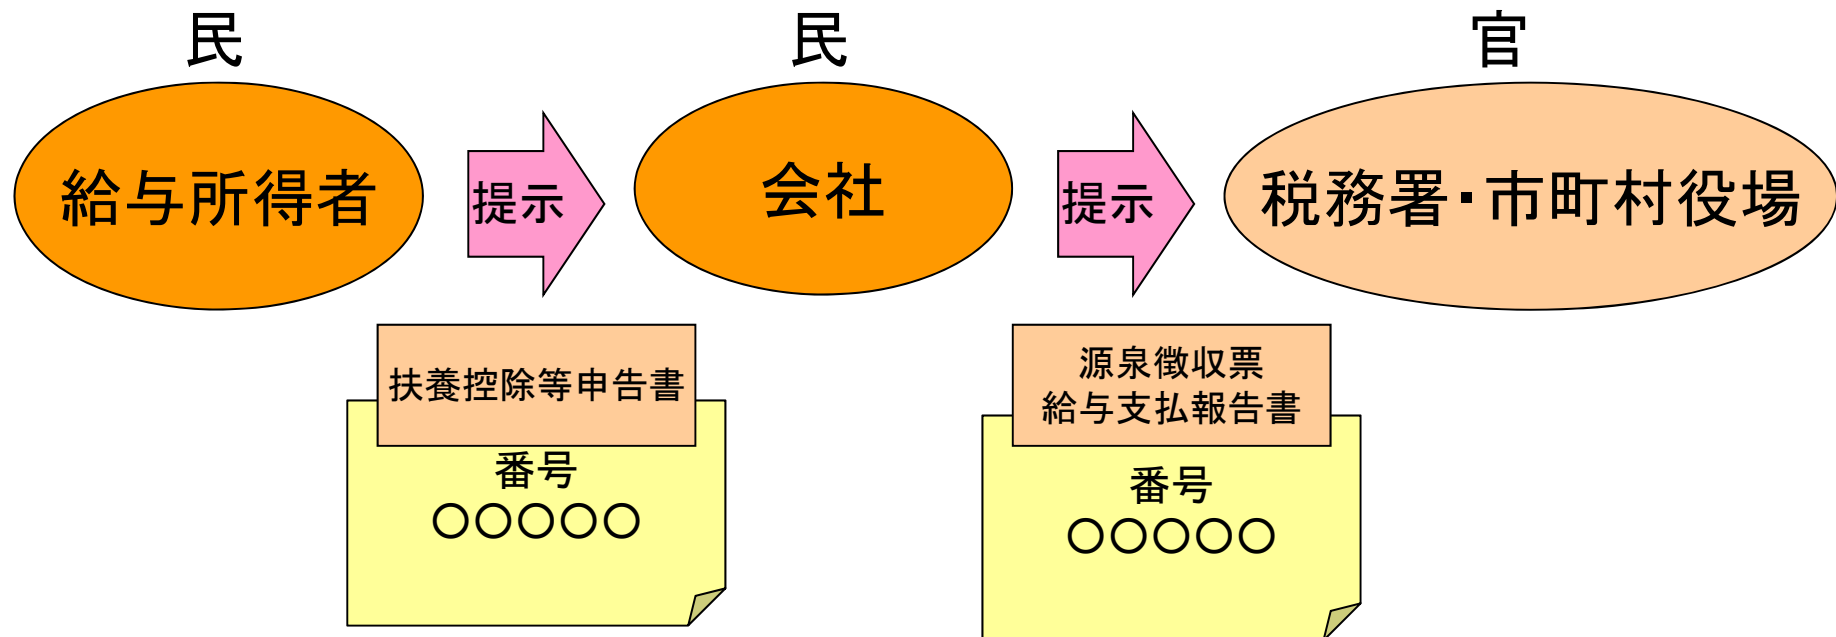 民
民
官
給与所得者
提示
会社
提示
税務署・市町村役場
扶養控除等申告書
番号
○○○○○
源泉徴収票
給与支払報告書
番号
○○○○○